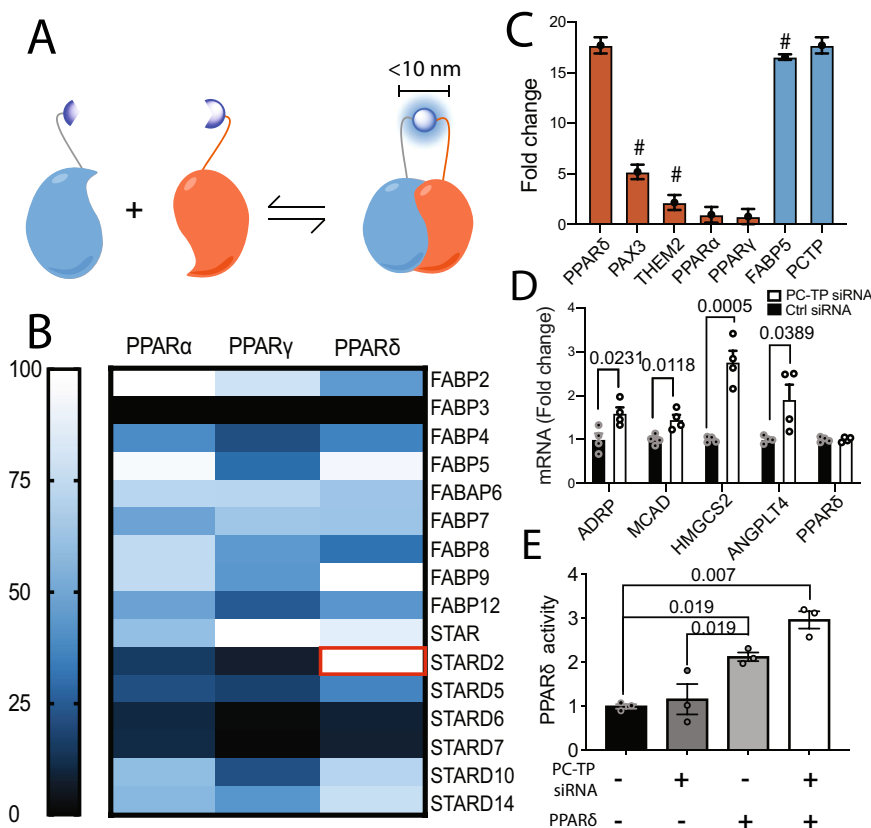 A
<10 nm
+
B
PPARα PPARγ PPARδ
100
75
50
25
0
FABP2
FABP3
FABP4
FABP5
FABAP6
FABP7
FABP8
FABP9
FABP12
STAR
STARD2
STARD5
STARD6
STARD7
STARD10
STARD14
C
Fold change
20
15
10
5
0
# # # #
PPARδ PAX3 THEM2 PPARα PPARγ FABP5 PCTP
D
PC-TP siRNA
Ctrl siRNA
mRNA (Fold change)
4
3
2
1
0
0.0231 0.0118 0.0005 0.0389
ADRP MCAD HMGCS2 ANGPLT4 PPARδ
E
PPARδ activity
4
3
2
1
0
0.007
0.019
0.019
PC-TP siRNA - + - +
PPARδ - - + +